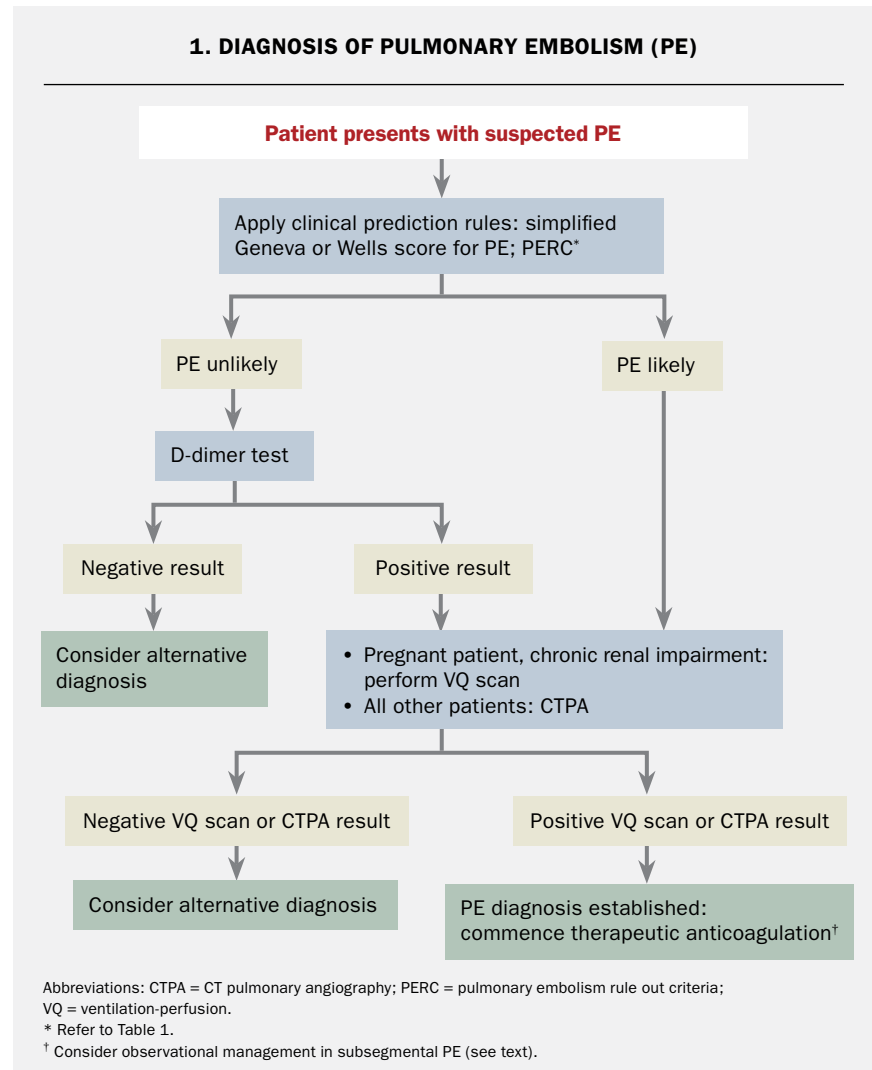 1. DIAGNOSIS OF PULMONARY EMBOLISM (PE)
Patient presents with suspected PE
Apply clinical prediction rules: simplified
Geneva or Wells score for PE; PERC*
PE unlikely
PE likely
D-dimer test
Negative result
Positive result
Consider alternative
diagnosis
• Pregnant patient, chronic renal impairment:
perform VQ scan
• All other patients: CTPA
Negative VQ scan or CTPA result
Positive VQ scan or CTPA result
Consider alternative diagnosis
PE diagnosis established:
commence therapeutic anticoagulation†
Abbreviations: CTPA = CT pulmonary angiography; PERC = pulmonary embolism rule out criteria;
VQ = ventilation-perfusion.
* Refer to Table 1.
† Consider observational management in subsegmental PE (see text).